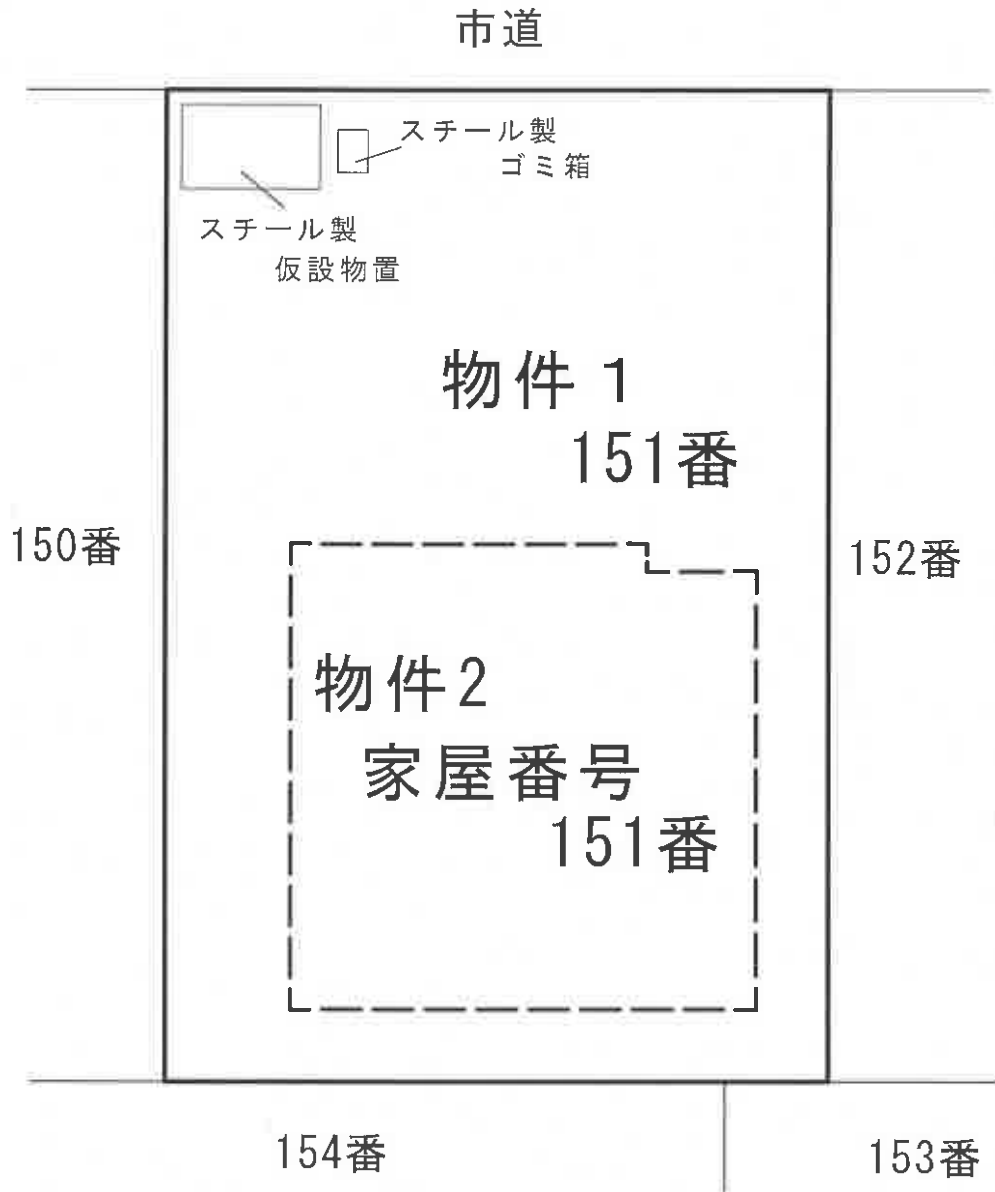 市道
スチール製
ゴミ箱
スチール製
仮設物置
物件1
151番
150番
152番
物件2
家屋番号
151番
154番
153番